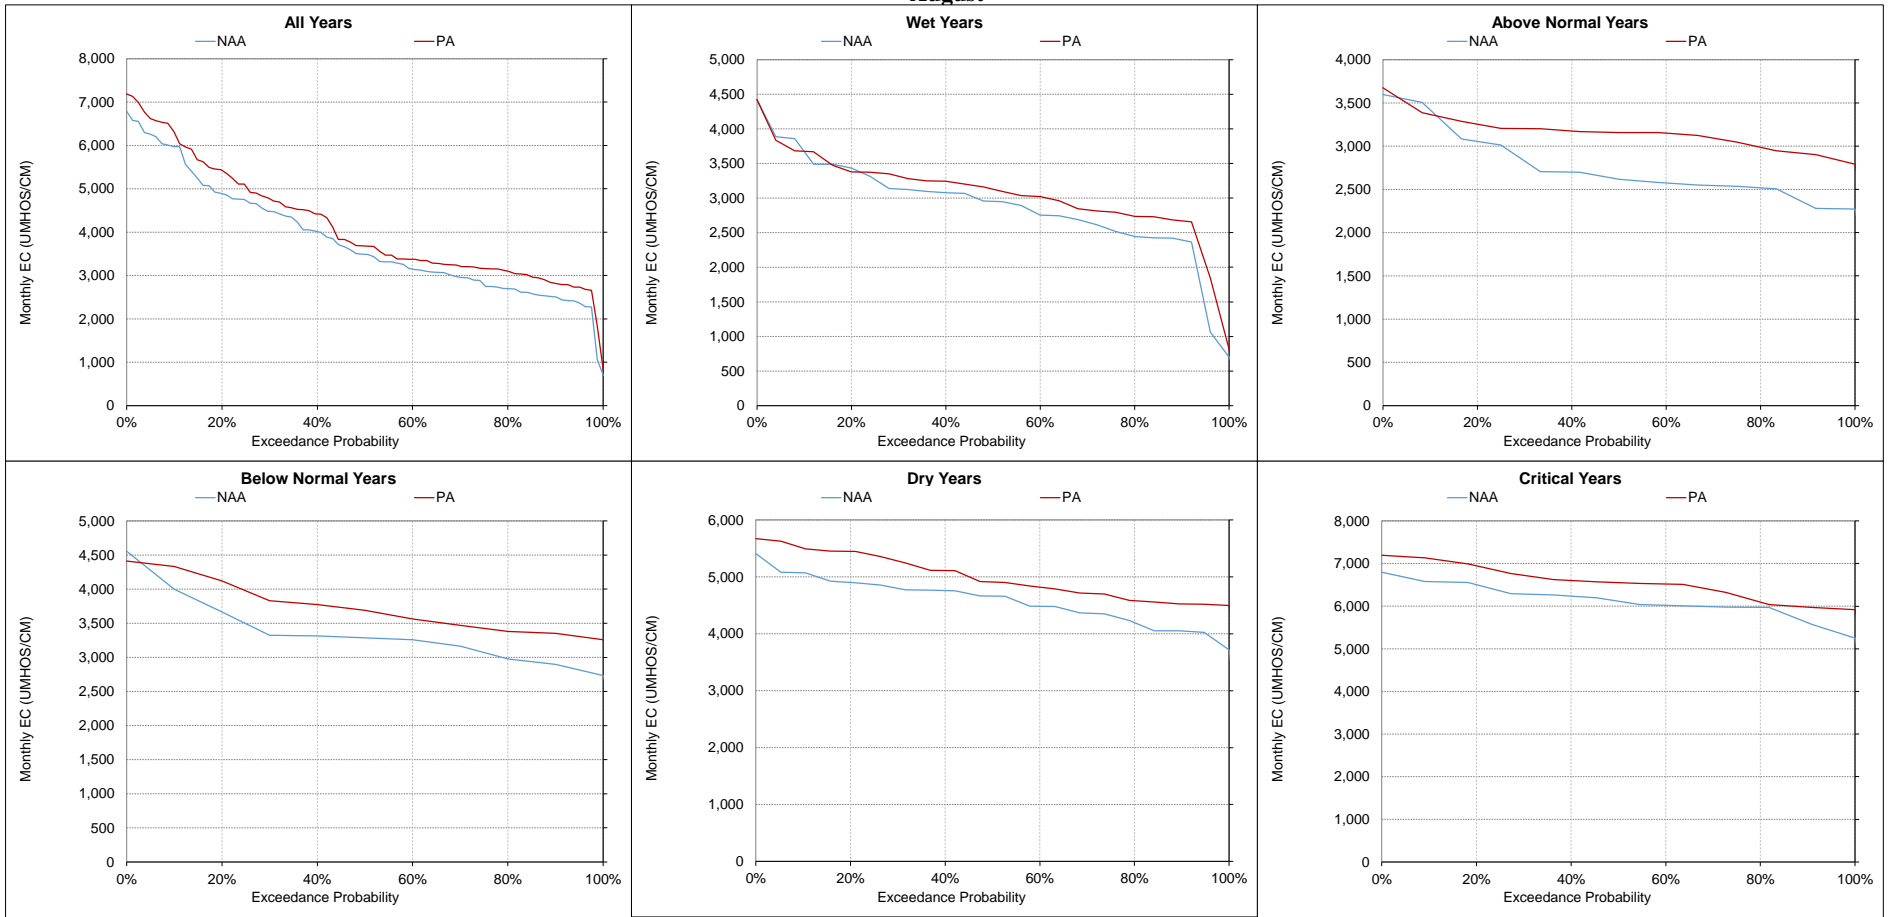 August
All Years
NAA PA
8,000
7,000
6,000
5,000
4,000
3,000
2,000
1,000
0
Monthly EC (UMHOS/CM)
0% 20% 40% 60% 80% 100%
Exceedance Probability
Wet Years
NAA PA
5,000
4,500
4,000
3,500
3,000
2,500
2,000
1,500
1,000
500
0
Monthly EC (UMHOS/CM)
0% 20% 40% 60% 80% 100%
Exceedance Probability
Above Normal Years
NAA PA
4,000
3,500
3,000
2,500
2,000
1,500
1,000
500
0
Monthly EC (UMHOS/CM)
0% 20% 40% 60% 80% 100%
Exceedance Probability
Below Normal Years
NAA PA
5,000
4,500
4,000
3,500
3,000
2,500
2,000
1,500
1,000
500
0
Monthly EC (UMHOS/CM)
0% 20% 40% 60% 80% 100%
Exceedance Probability
Dry Years
NAA PA
6,000
5,000
4,000
3,000
2,000
1,000
0
Monthly EC (UMHOS/CM)
0% 20% 40% 60% 80% 100%
Exceedance Probability
Critical Years
NAA PA
8,000
7,000
6,000
5,000
4,000
3,000
2,000
1,000
0
Monthly EC (UMHOS/CM)
0% 20% 40% 60% 80% 100%
Exceedance Probability